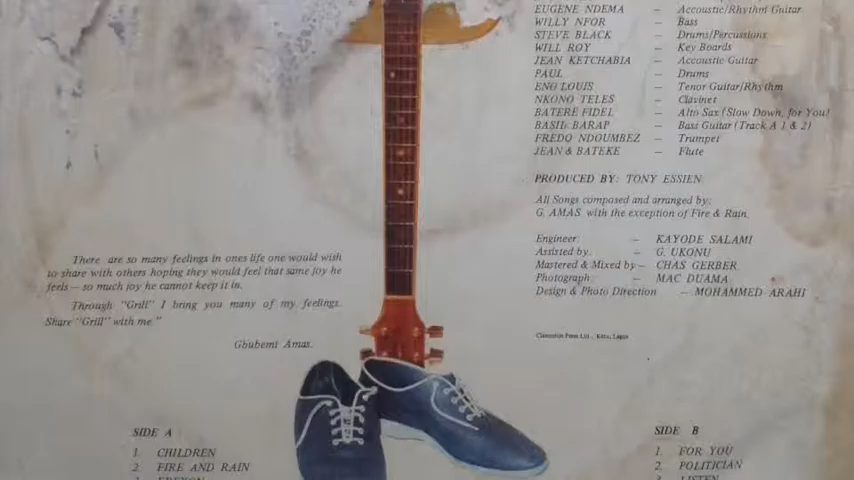 EUGENE NDEMA – Accoustic/Rhythm Guitar
WILLY NFOR – Bass
STEVE BLACK – Drums/Percussions
WILL ROY – Key Boards
JEAN KETCHABIA – Accoustic Guitar
PAUL – Drums
ENO LOUIS – Tenor Guitar/Rhythm
NKONO TELES – Clavinet
BATERE FIDEL – Alto Sax (Slow Down, for You)
BASIL BARAP – Bass Guitar (Track A 1 & 2)
FREDO NDOUMBEZ – Trumpet
JEAN & BATEKE – Flute
PRODUCED BY: TONY ESSIEN
All Songs composed and arranged by:
G. AMAS. with the exception of Fire & Rain.
Engineer: – KAYODE SALAMI
Assisted by: – G. UKONU
Mastered & Mixed by – CHAS GERBER
Photograph: – MAC DUAMA
Design & Photo Direction – MOHAMMED ARAHI
There are so many feelings in ones life one would wish
to share with others hoping they would feel that same joy he
feels – so much joy he cannot keep it in.
Through "Grill" I bring you many of my feelings.
Share "Grill" with me."
Gbubemi Amas.
SIDE A
1. CHILDREN
2. FIRE AND RAIN
SIDE B
1. FOR YOU
2. POLITICIAN
3. LISTEN